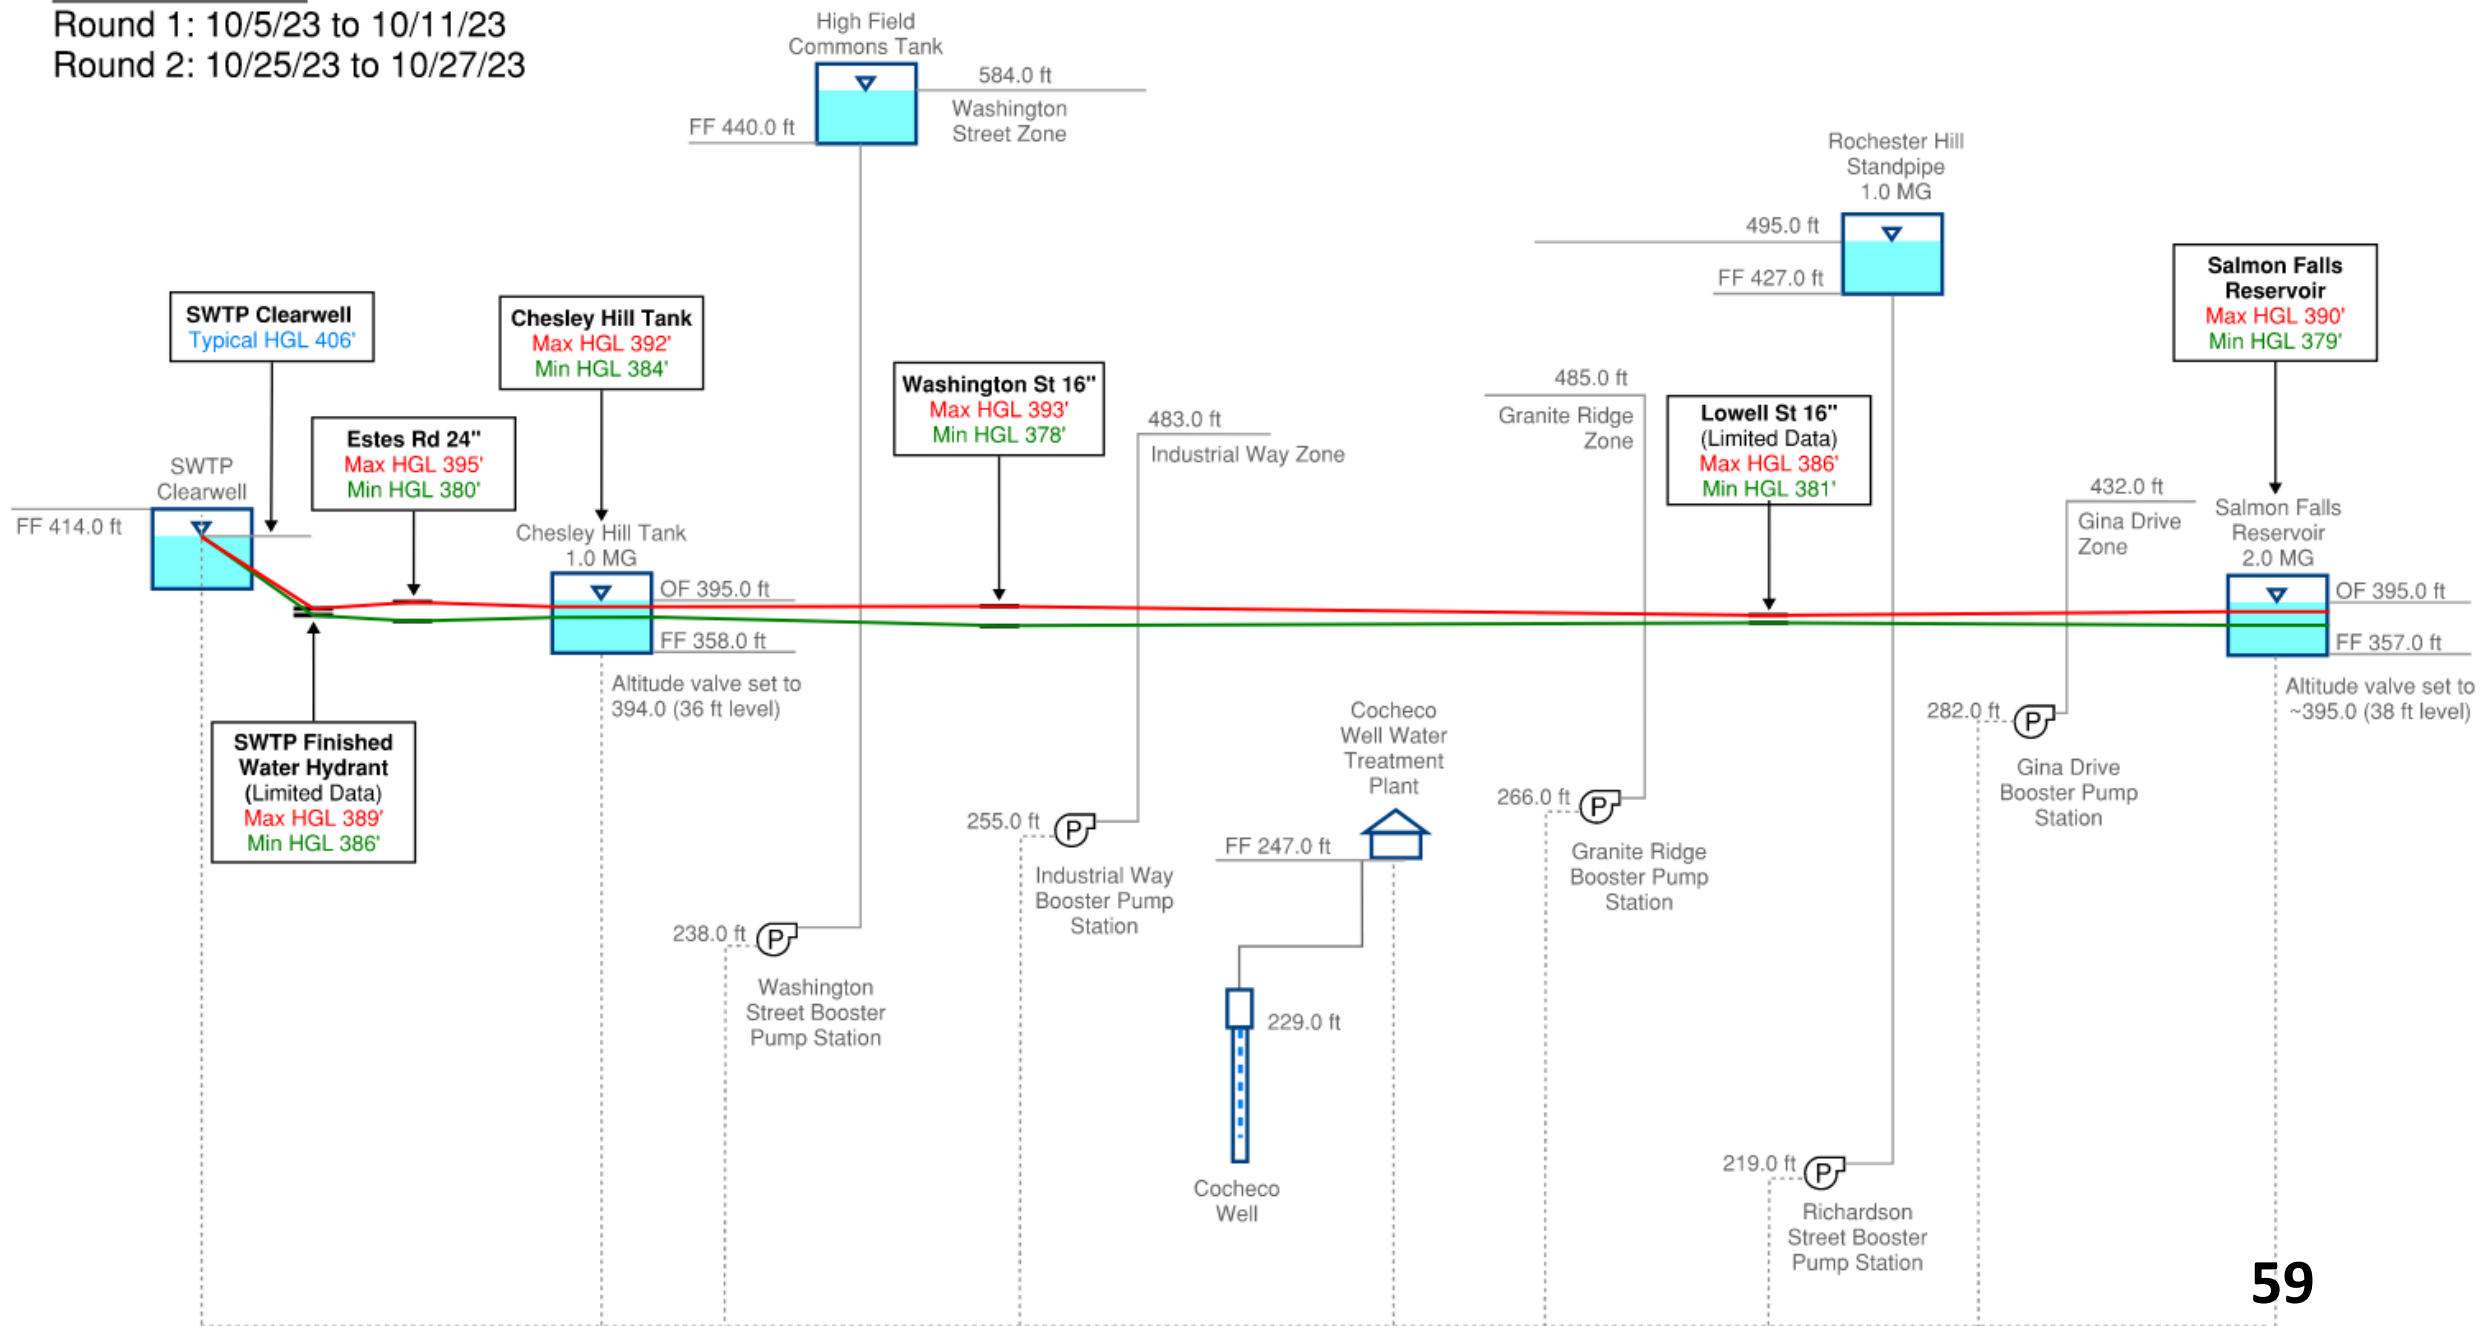 Round 1: 10/5/23 to 10/11/23
Round 2: 10/25/23 to 10/27/23
High Field
Commons Tank
584.0 ft
Washington
Street Zone
FF 440.0 ft
Rochester Hill
Standpipe
1.0 MG
495.0 ft
FF 427.0 ft
Salmon Falls
Reservoir
Max HGL 390'
Min HGL 379'
SWTP Clearwell
Typical HGL 406'
Chesley Hill Tank
Max HGL 392'
Min HGL 384'
Washington St 16"
Max HGL 393'
Min HGL 378'
485.0 ft
Granite Ridge
Zone
Lowell St 16"
(Limited Data)
Max HGL 386'
Min HGL 381'
483.0 ft
Industrial Way Zone
Estes Rd 24"
Max HGL 395'
Min HGL 380'
SWTP
Clearwell
FF 414.0 ft
432.0 ft
Gina Drive
Zone
Salmon Falls
Reservoir
2.0 MG
Chesley Hill Tank
1.0 MG
OF 395.0 ft
FF 358.0 ft
Altitude valve set to
394.0 (36 ft level)
OF 395.0 ft
FF 357.0 ft
Altitude valve set to
~395.0 (38 ft level)
SWTP Finished
Water Hydrant
(Limited Data)
Max HGL 389'
Min HGL 386'
282.0 ft
P
Gina Drive
Booster Pump
Station
Cocheco
Well Water
Treatment
Plant
FF 247.0 ft
266.0 ft
P
Granite Ridge
Booster Pump
Station
255.0 ft
P
Industrial Way
Booster Pump
Station
238.0 ft
P
Washington
Street Booster
Pump Station
229.0 ft
Cocheco
Well
219.0 ft
P
Richardson
Street Booster
Pump Station
59